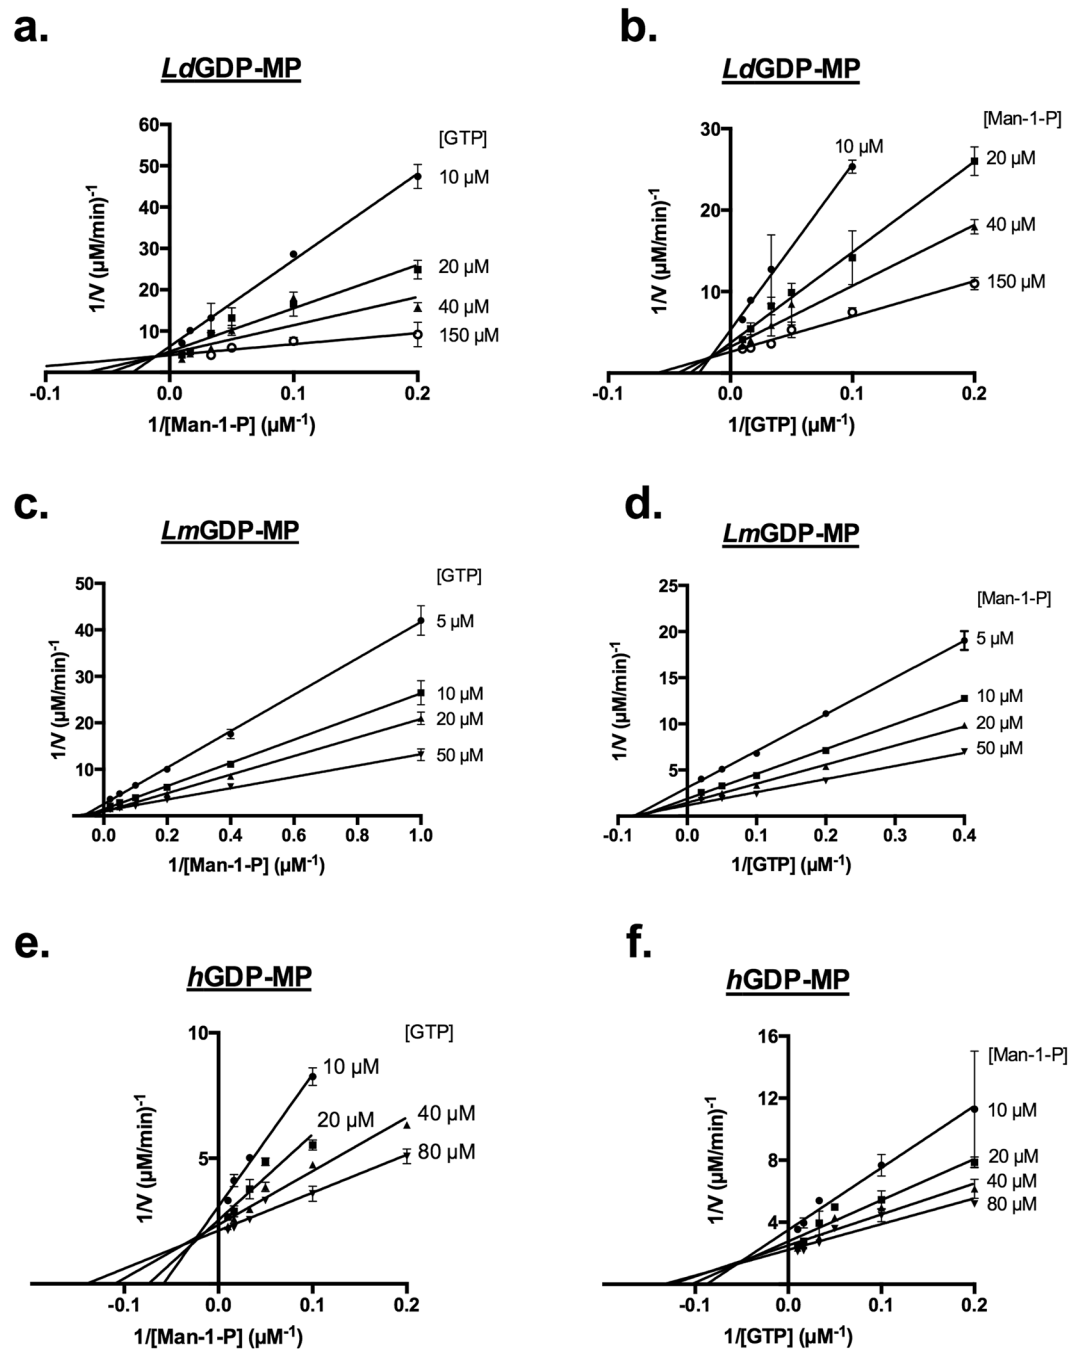 a.
LdGDP-MP
1/V (µM/min)-1
60
50
40
30
20
10
-0.1 0.0 0.1 0.2
1/[Man-1-P] (µM-1)
[GTP]
10 µM
20 µM
40 µM
150 µM
b.
LdGDP-MP
1/V (µM/min)-1
30
20
10
-0.1 0.0 0.1 0.2
1/[GTP] (µM-1)
[Man-1-P]
10 µM
20 µM
40 µM
150 µM
c.
LmGDP-MP
1/V (µM/min)-1
50
40
30
20
10
0.0 0.2 0.4 0.6 0.8 1.0
1/[Man-1-P] (µM-1)
[GTP]
5 µM
10 µM
20 µM
50 µM
d.
LmGDP-MP
1/V (µM/min)-1
25
20
15
10
5
-0.1 0.0 0.1 0.2 0.3 0.4
1/[GTP] (µM-1)
[Man-1-P]
5 µM
10 µM
20 µM
50 µM
e.
hGDP-MP
1/V (µM/min)-1
10
5
-0.1 0.0 0.1 0.2
1/[Man-1-P] (µM-1)
[GTP]
10 µM
20 µM
40 µM
80 µM
f.
hGDP-MP
1/V (µM/min)-1
16
12
8
4
-0.1 0.0 0.1 0.2
1/[GTP] (µM-1)
[Man-1-P]
10 µM
20 µM
40 µM
80 µM